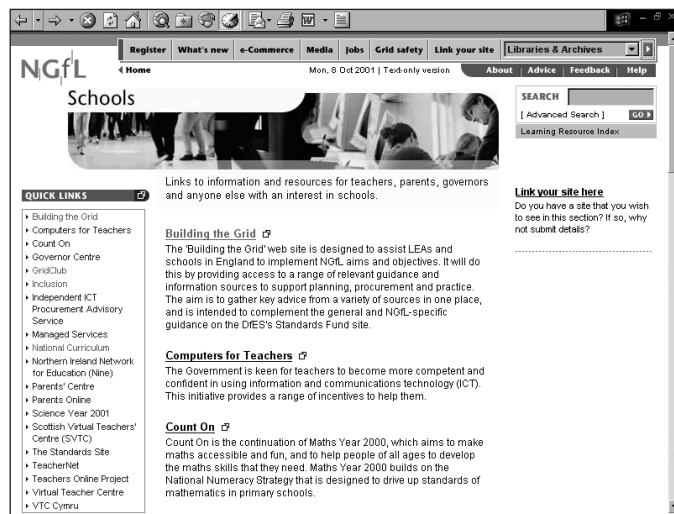 Register What's new e-Commerce Media Jobs Grid safety Link your site Libraries & Archives
NGfL
Home Mon, 8 Oct 2001 | Text-only version About | Advice | Feedback | Help
Schools
SEARCH
[ Advanced Search ] GO
Learning Resource Index
Links to information and resources for teachers, parents, governors
and anyone else with an interest in schools.
QUICK LINKS
Building the Grid
Computers for Teachers
Count On
Governor Centre
GridClub
Inclusion
Independent ICT
Procurement Advisory
Service
Managed Services
National Curriculum
Northern Ireland Network
for Education (Nine)
Parents' Centre
Parents Online
Science Year 2001
Scottish Virtual Teachers'
Centre (SVTC)
The Standards Site
TeacherNet
Teachers Online Project
Virtual Teacher Centre
VTC Cymru
Building the Grid
The 'Building the Grid' web site is designed to assist LEAs and
schools in England to implement NGfL aims and objectives. It will do
this by providing access to a range of relevant guidance and
information sources to support planning, procurement and practice.
The aim is to gather key advice from a variety of sources in one place,
and is intended to complement the general and NGfL-specific
guidance on the DfES's Standards Fund site.
Computers for Teachers
The Government is keen for teachers to become more competent and
confident in using information and communications technology (ICT).
This initiative provides a range of incentives to help them.
Count On
Count On is the continuation of Maths Year 2000, which aims to make
maths accessible and fun, and to help people of all ages to develop
the maths skills that they need. Maths Year 2000 builds on the
National Numeracy Strategy that is designed to drive up standards of
mathematics in primary schools.
Link your site here
Do you have a site that you wish
to see in this section? If so, why
not submit details?